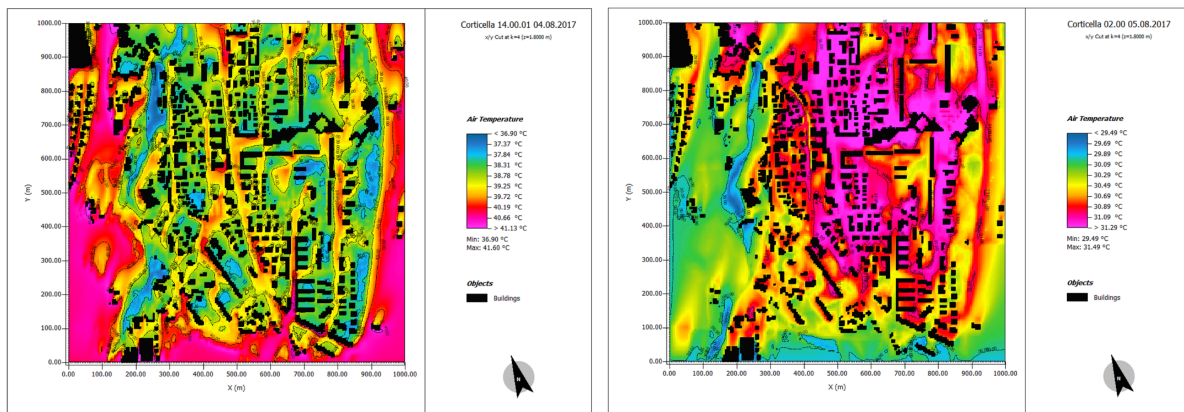 Corticella 14.00.01 04.08.2017
x/y Cut at k=4 (z=1.8000 m)
Air Temperature
< 36.90 °C
37.37 °C
37.84 °C
38.31 °C
38.78 °C
39.25 °C
39.72 °C
40.19 °C
40.66 °C
> 41.13 °C
Min: 36.90 °C
Max: 41.60 °C
Objects
Buildings
N
Y (m)
1000.00
900.00
800.00
700.00
600.00
500.00
400.00
300.00
200.00
100.00
0.00
0.00 100.00 200.00 300.00 400.00 500.00 600.00 700.00 800.00 900.00 1000.00
X (m)
Corticella 02.00 05.08.2017
x/y Cut at k=4 (z=1.8000 m)
Air Temperature
< 29.49 °C
29.69 °C
29.89 °C
30.09 °C
30.29 °C
30.49 °C
30.69 °C
30.89 °C
31.09 °C
> 31.29 °C
Min: 29.49 °C
Max: 31.49 °C
Objects
Buildings
N
Y (m)
1000.00
900.00
800.00
700.00
600.00
500.00
400.00
300.00
200.00
100.00
0.00
0.00 100.00 200.00 300.00 400.00 500.00 600.00 700.00 800.00 900.00 1000.00
X (m)